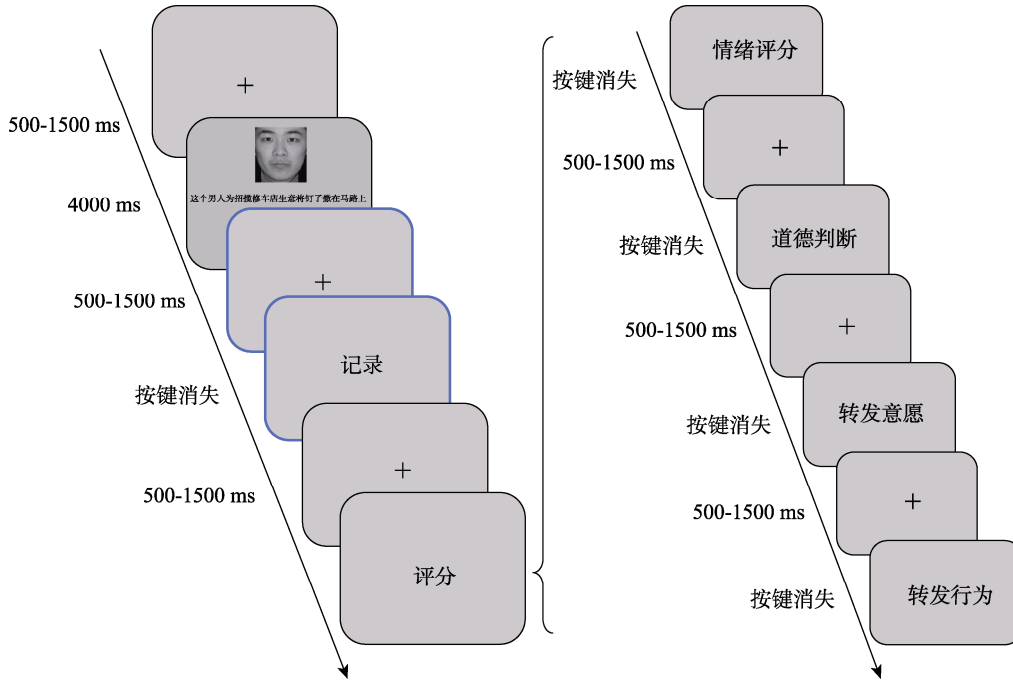 +
500-1500 ms
这个男人为招揽修车店生意将钉子撒在马路上
4000 ms
+
500-1500 ms
记录
按键消失
+
500-1500 ms
评分
情绪评分
按键消失
+
500-1500 ms
道德判断
按键消失
+
500-1500 ms
转发意愿
按键消失
+
500-1500 ms
转发行为
按键消失